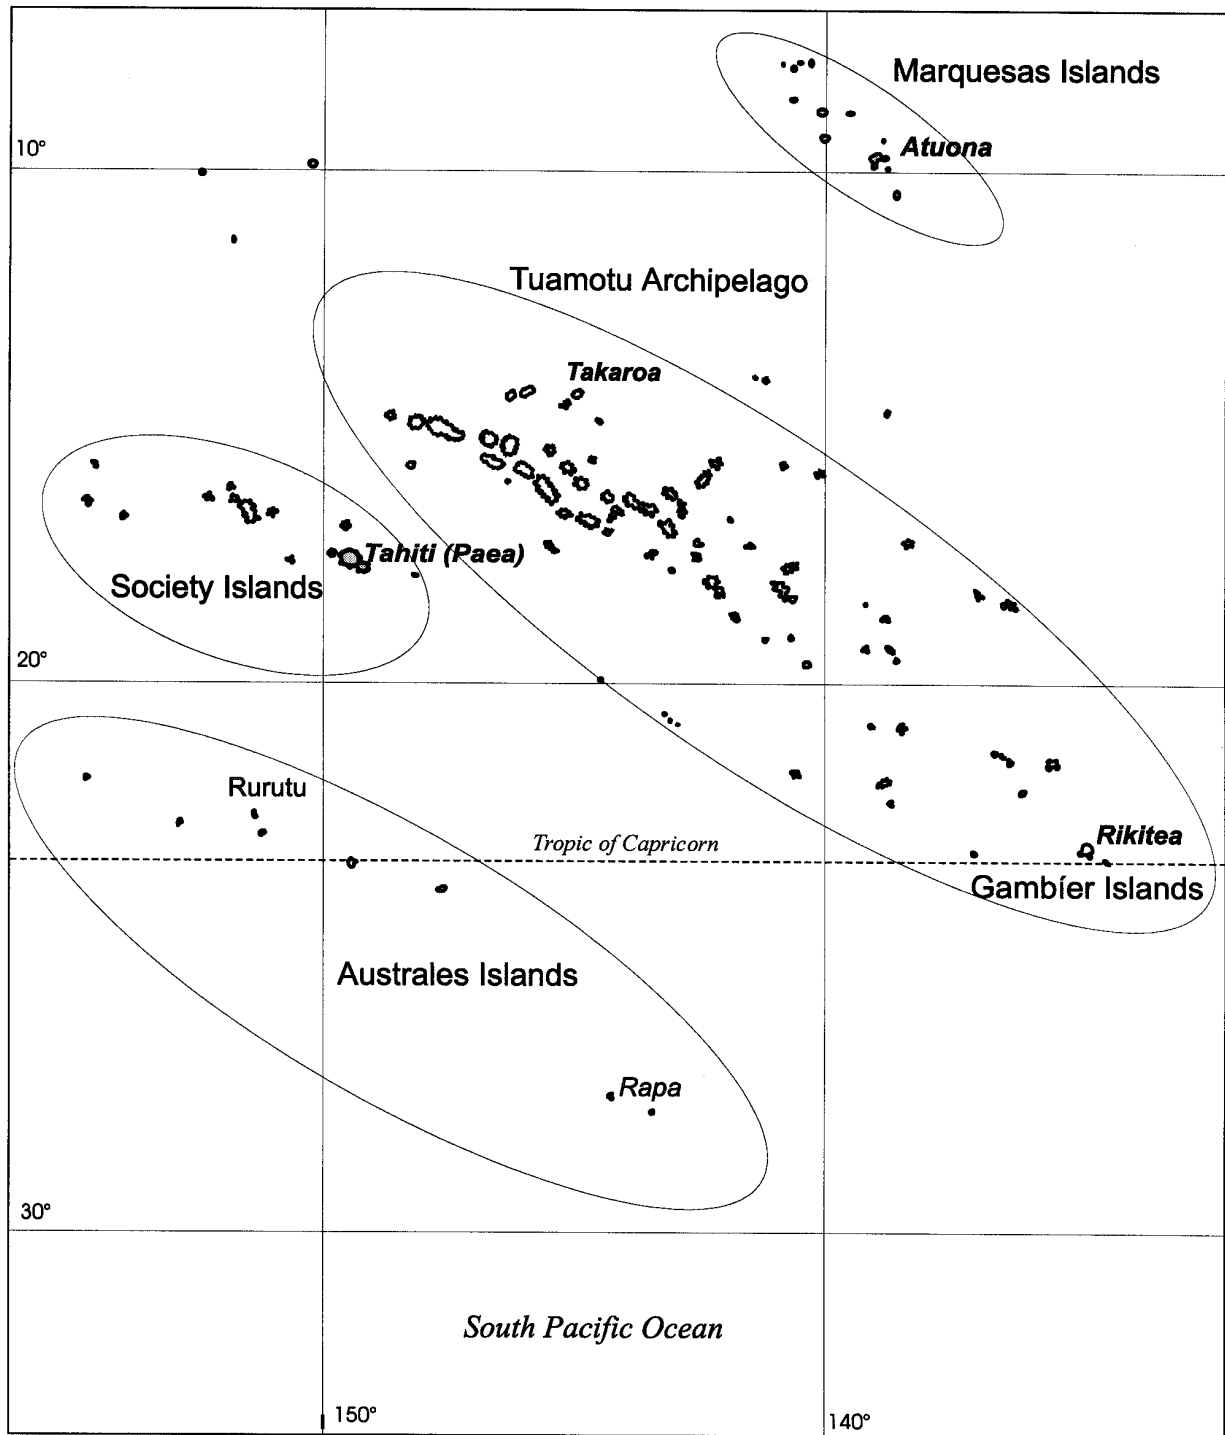 Marquesas Islands
10°
Atuona
Tuamotu Archipelago
Takaroa
Tahiti (Paea)
Society Islands
20°
Rurutu
Tropic of Capricorn
Rikitea
Gambíer Islands
Australes Islands
Rapa
30°
South Pacific Ocean
150°
140°